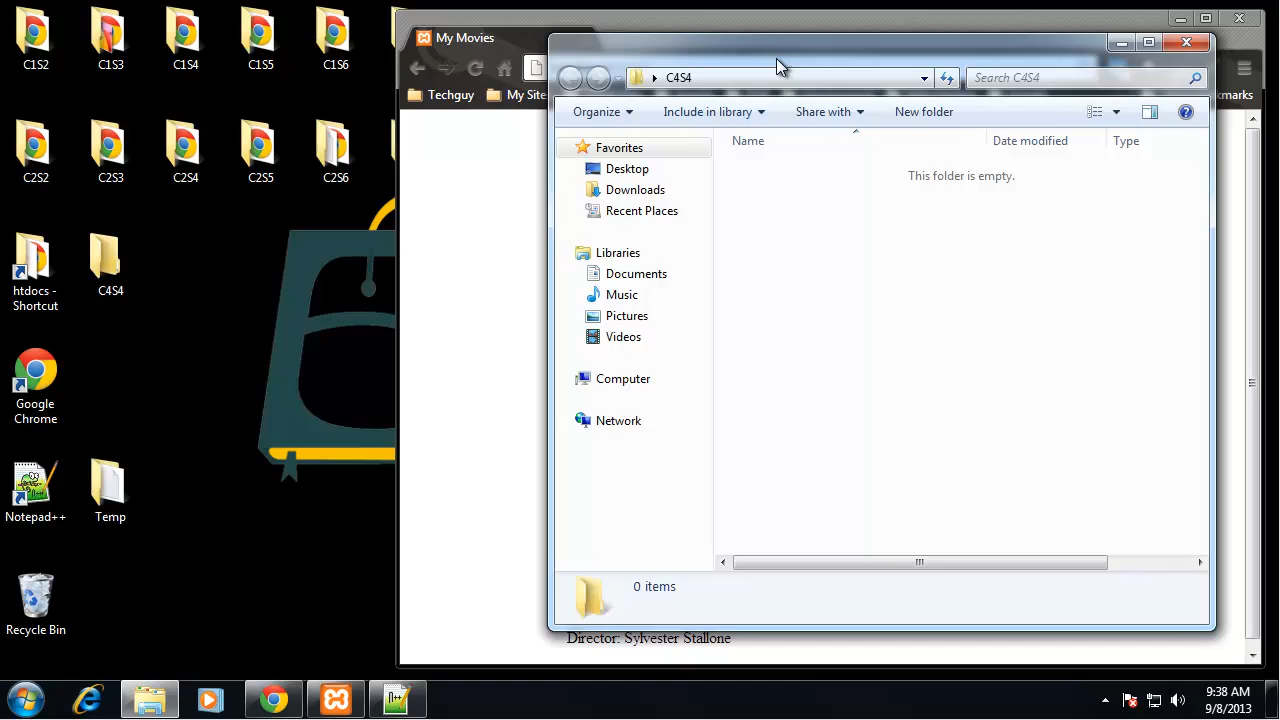 C1S2
C1S3
C1S4
C1S5
C1S6
C2S2
C2S3
C2S4
C2S5
C2S6
htdocs -
Shortcut
C4S4
Google
Chrome
Notepad++
Temp
Recycle Bin
My Movies
Techguy
My Site
kmarks
C4S4
Search C4S4
Organize
Include in library
Share with
New folder
Favorites
Desktop
Downloads
Recent Places
Libraries
Documents
Music
Pictures
Videos
Computer
Network
Name
Date modified
Type
This folder is empty.
0 items
Director: Sylvester Stallone
9:38 AM
9/8/2013